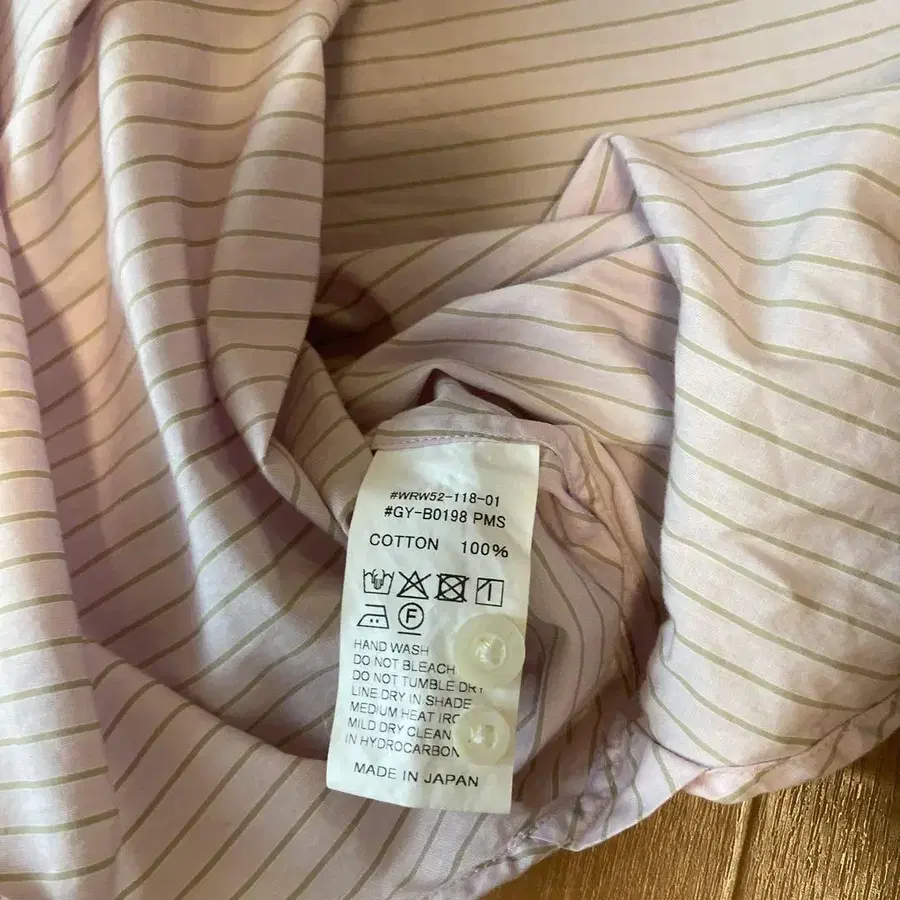 #WRW52-118-01
#GY-B0198 PMS
COTTON 100%
F
HAND WASH
DO NOT BLEACH
DO NOT TUMBLE DRY
LINE DRY IN SHADE
MEDIUM HEAT
MILD DRY CLEAN
IN HYDROCARBON
MADE IN JAPAN